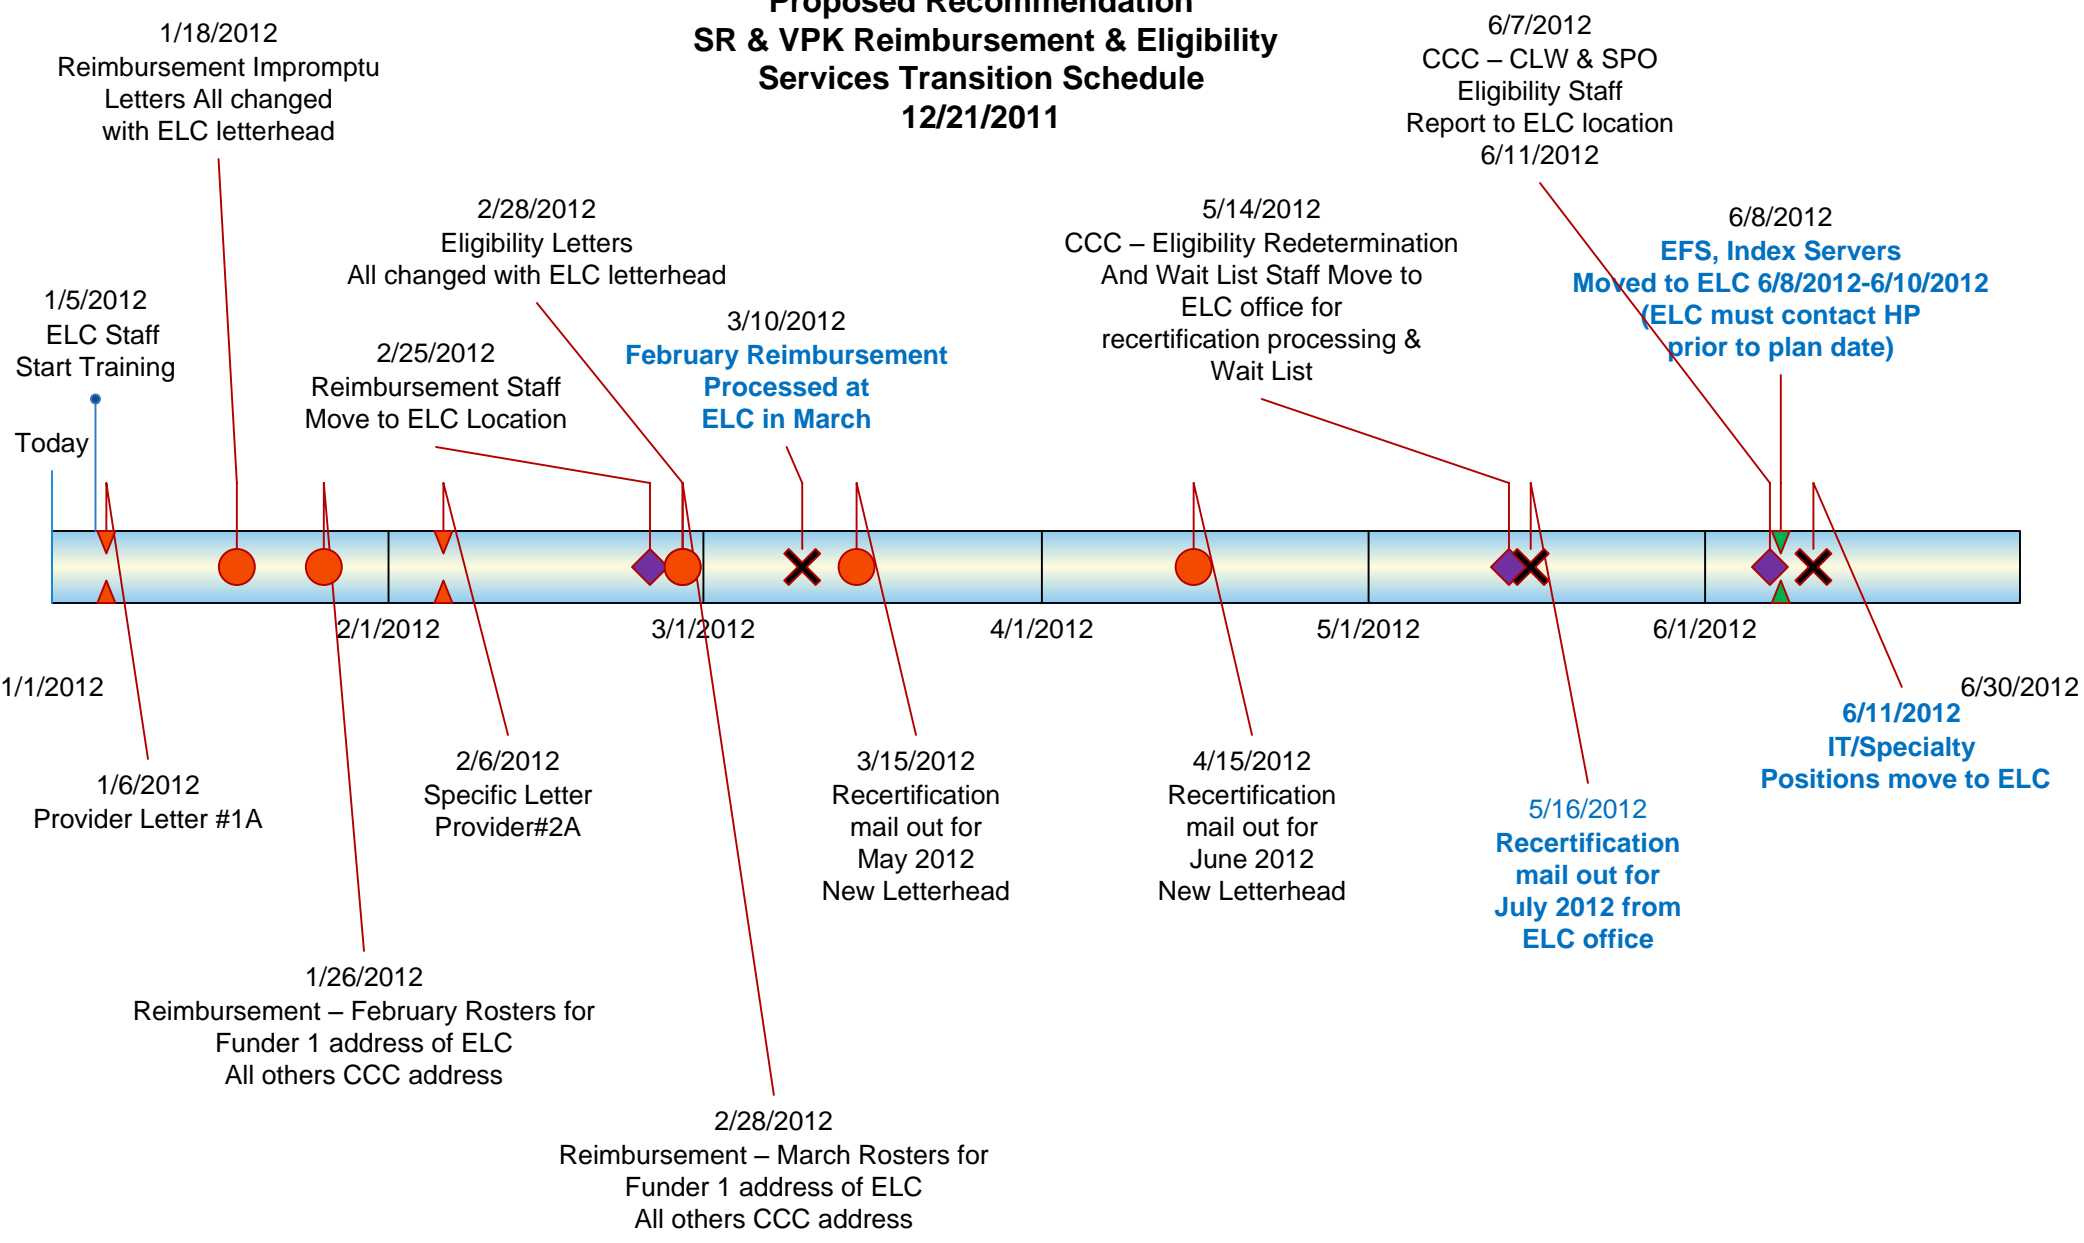 Proposed Recommendation
SR & VPK Reimbursement & Eligibility
Services Transition Schedule
12/21/2011
1/18/2012
Reimbursement Impromptu
Letters All changed
with ELC letterhead
6/7/2012
CCC – CLW & SPO
Eligibility Staff
Report to ELC location
6/11/2012
2/28/2012
Eligibility Letters
All changed with ELC letterhead
5/14/2012
CCC – Eligibility Redetermination
And Wait List Staff Move to
ELC office for
recertification processing &
Wait List
6/8/2012
EFS, Index Servers
Moved to ELC 6/8/2012-6/10/2012
(ELC must contact HP
prior to plan date)
1/5/2012
ELC Staff
Start Training
2/25/2012
Reimbursement Staff
Move to ELC Location
3/10/2012
February Reimbursement
Processed at
ELC in March
Today
2/1/2012
3/1/2012
4/1/2012
5/1/2012
6/1/2012
1/1/2012
6/30/2012
1/6/2012
Provider Letter #1A
2/6/2012
Specific Letter
Provider#2A
3/15/2012
Recertification
mail out for
May 2012
New Letterhead
4/15/2012
Recertification
mail out for
June 2012
New Letterhead
5/16/2012
Recertification
mail out for
July 2012 from
ELC office
6/11/2012
IT/Specialty
Positions move to ELC
1/26/2012
Reimbursement – February Rosters for
Funder 1 address of ELC
All others CCC address
2/28/2012
Reimbursement – March Rosters for
Funder 1 address of ELC
All others CCC address